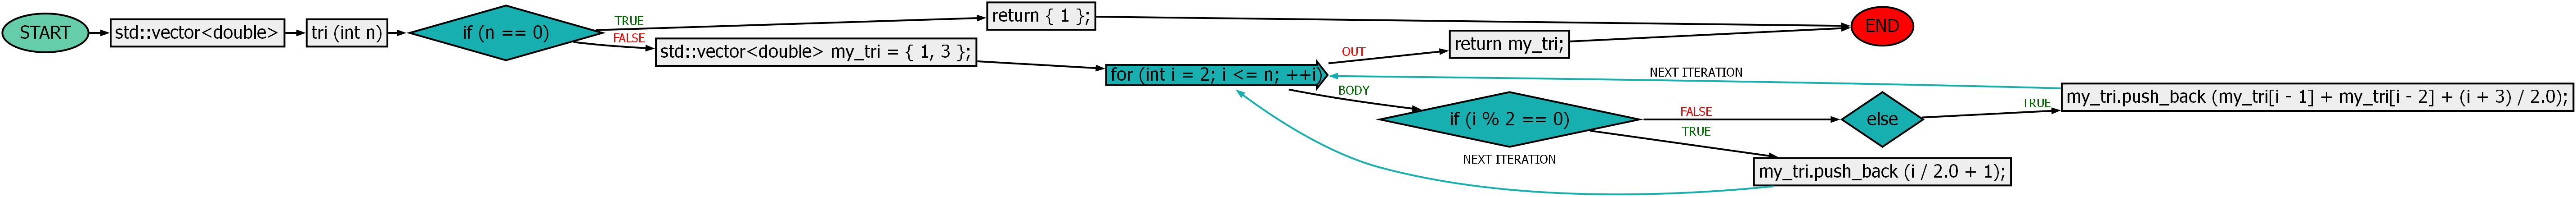 START
std::vector<double>
tri (int n)
if (n == 0)
TRUE
FALSE
return { 1 };
std::vector<double> my_tri = { 1, 3 };
for (int i = 2; i <= n; ++i)
OUT
BODY
return my_tri;
END
NEXT ITERATION
if (i % 2 == 0)
FALSE
TRUE
else
TRUE
my_tri.push_back (my_tri[i - 1] + my_tri[i - 2] + (i + 3) / 2.0);
NEXT ITERATION
my_tri.push_back (i / 2.0 + 1);